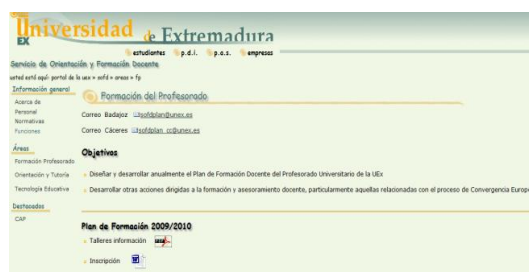 Universidad de Extremadura
EX
estudiantes p.d.i. p.a.s. empresas
Servicio de Orientación y Formación Docente
usted está aquí: portal de la uex » sofd » areas » fp
Información general
Acerca de
Personal
Normativas
Funciones
Áreas
Formación Profesorado
Orientación y Tutoría
Tecnología Educativa
Destacados
CAP
Formación del Profesorado
Correo Badajoz sofdplan@unex.es
Correo Cáceres sofdplan_cc@unex.es
Objetivos
Diseñar y desarrollar anualmente el Plan de Formación Docente del Profesorado Universitario de la UEx
Desarrollar otras acciones dirigidas a la formación y asesoramiento docente, particularmente aquellas relacionadas con el proceso de Convergencia Europe
Plan de Formación 2009/2010
Talleres información
Inscripción